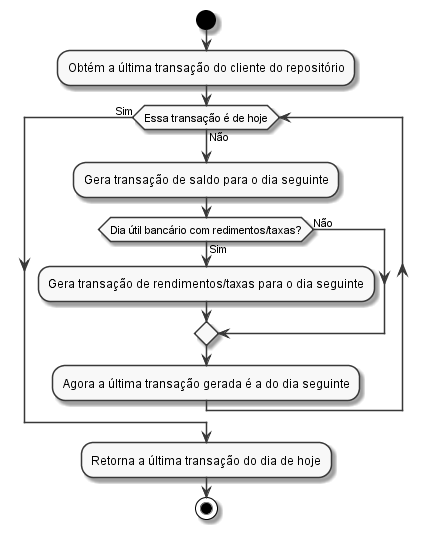 Obtém a última transação do cliente do repositório
Sim
Essa transação é de hoje
Não
Gera transação de saldo para o dia seguinte
Dia útil bancário com redimentos/taxas?
Não
Sim
Gera transação de rendimentos/taxas para o dia seguinte
Agora a última transação gerada é a do dia seguinte
Retorna a última transação do dia de hoje